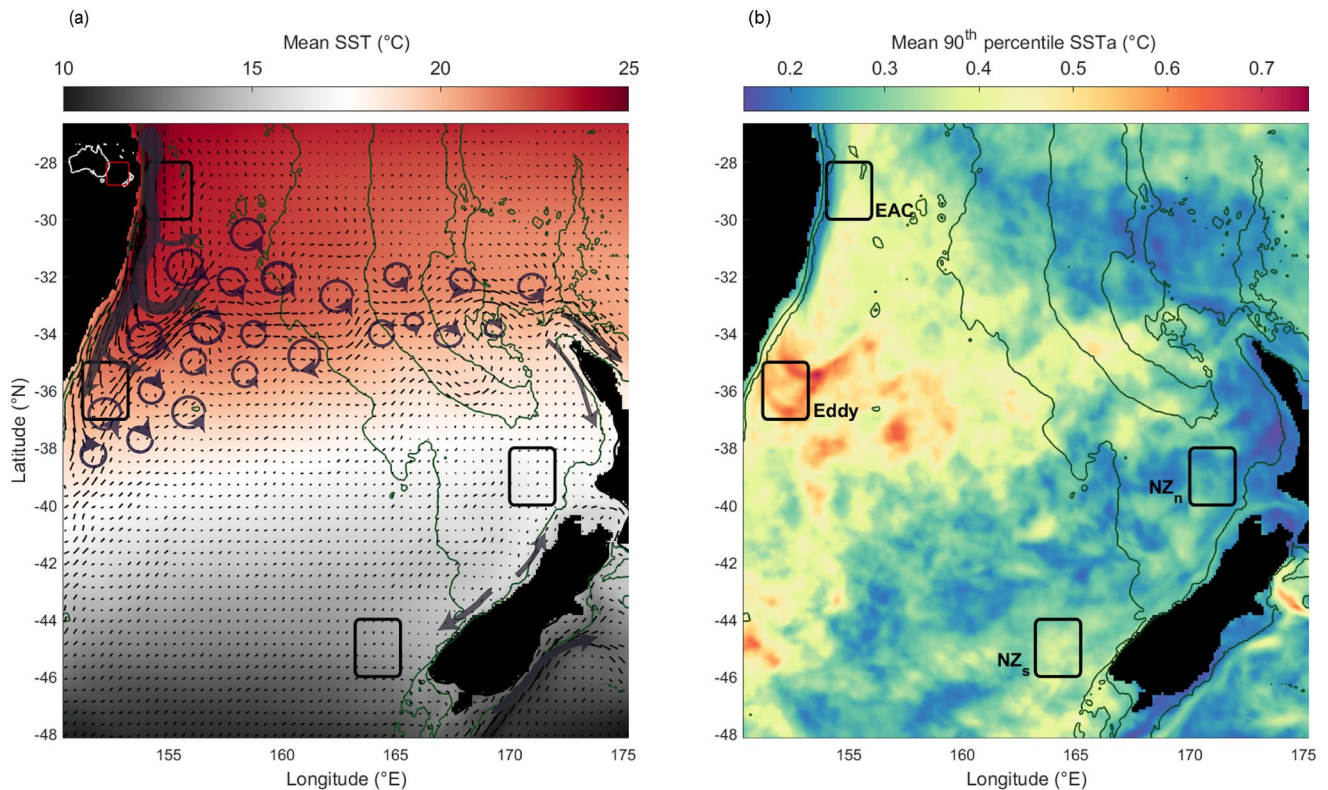 (a)
Mean SST (°C)
10 15 20 25
-28
-30
-32
-34
-36
-38
-40
-42
-44
-46
-48
Latitude (°N)
155 160 165 170 175
Longitude (°E)
(b)
Mean 90th percentile SSTa (°C)
0.2 0.3 0.4 0.5 0.6 0.7
-28
-30
-32
-34
-36
-38
-40
-42
-44
-46
-48
EAC
Eddy
NZn
NZs
155 160 165 170 175
Longitude (°E)